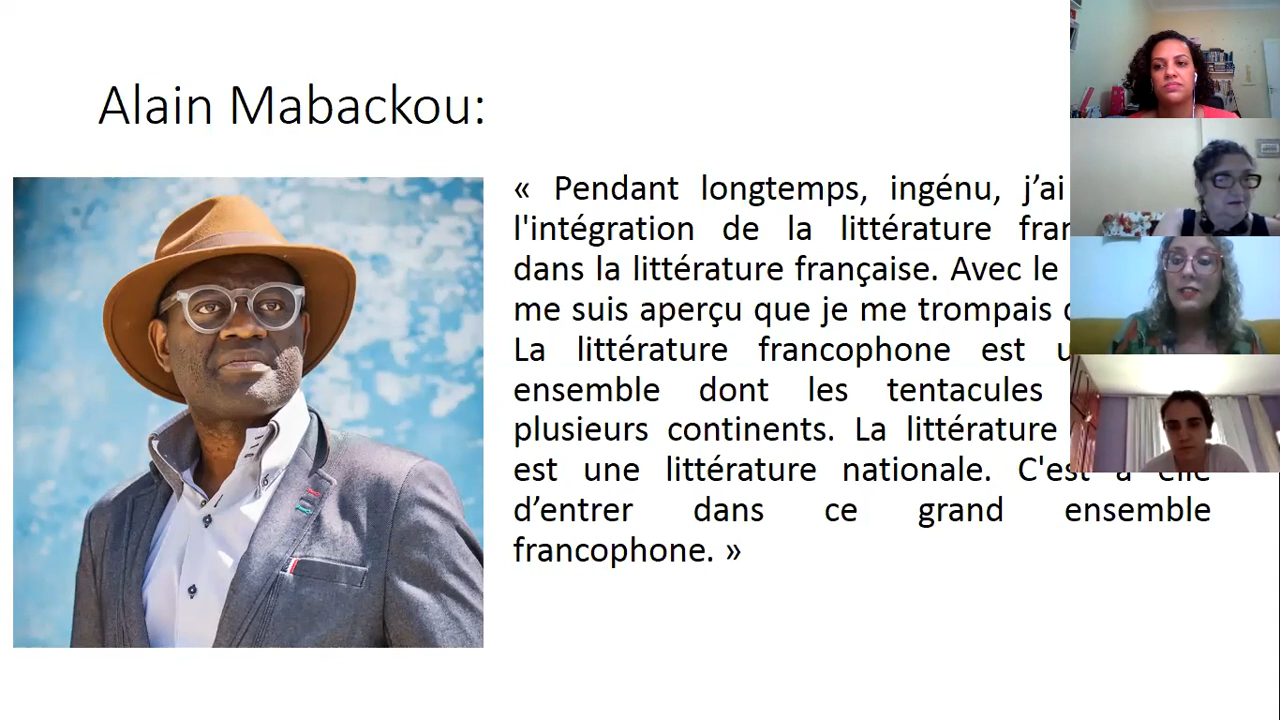 Alain Mabackou:
« Pendant longtemps, ingénu, j’ai
l'intégration de la littérature
dans la littérature française. Avec le
me suis aperçu que je me trompais
La littérature francophone est
ensemble dont les tentacules
plusieurs continents. La littérature
est une littérature nationale. C'est à elle
d’entrer dans ce grand ensemble
francophone. »